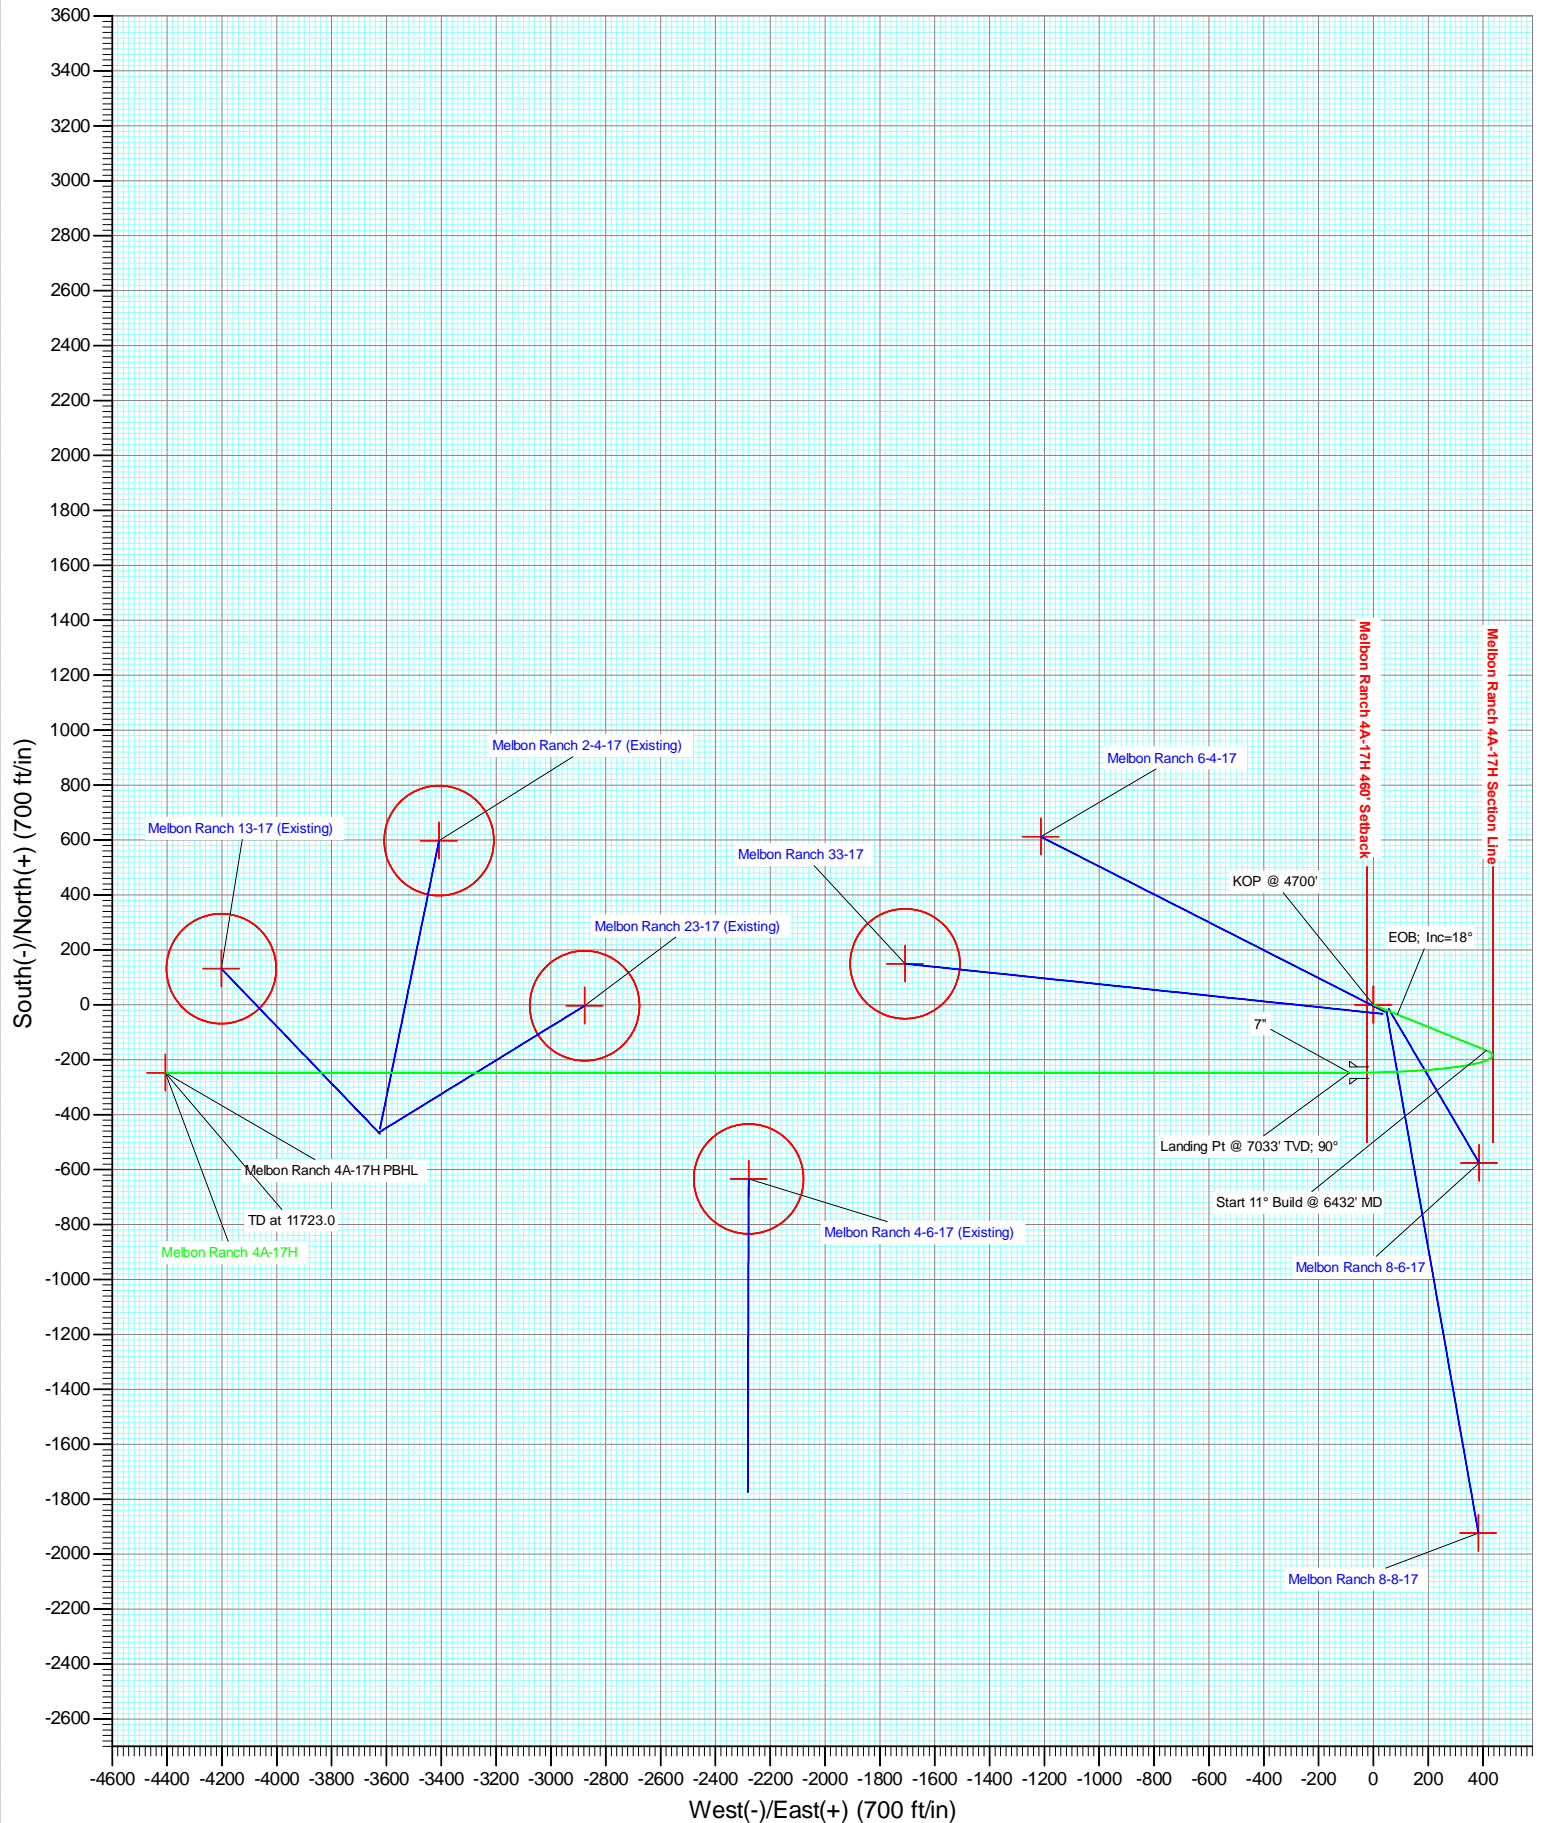 3600
3400
3200
3000
2800
2600
2400
2200
2000
1800
1600
1400
1200
1000
800
600
400
200
0
-200
-400
-600
-800
-1000
-1200
-1400
-1600
-1800
-2000
-2200
-2400
-2600
South(-)/North(+) (700 ft/in)
Melbon Ranch 4A-17H 460' Setback
Melbon Ranch 4A-17H Section Line
Melbon Ranch 2-4-17 (Existing)
Melbon Ranch 6-4-17
Melbon Ranch 13-17 (Existing)
Melbon Ranch 33-17
KOP @ 4700'
Melbon Ranch 23-17 (Existing)
EOB; Inc=18°
7"
Landing Pt @ 7033' TVD; 90°
Melbon Ranch 4A-17H PBHL
Start 11° Build @ 6432' MD
TD at 11723.0
Melbon Ranch 4-6-17 (Existing)
Melbon Ranch 4A-17H
Melbon Ranch 8-6-17
Melbon Ranch 8-8-17
-4600 -4400 -4200 -4000 -3800 -3600 -3400 -3200 -3000 -2800 -2600 -2400 -2200 -2000 -1800 -1600 -1400 -1200 -1000 -800 -600 -400 -200 0 200 400
West(-)/East(+) (700 ft/in)